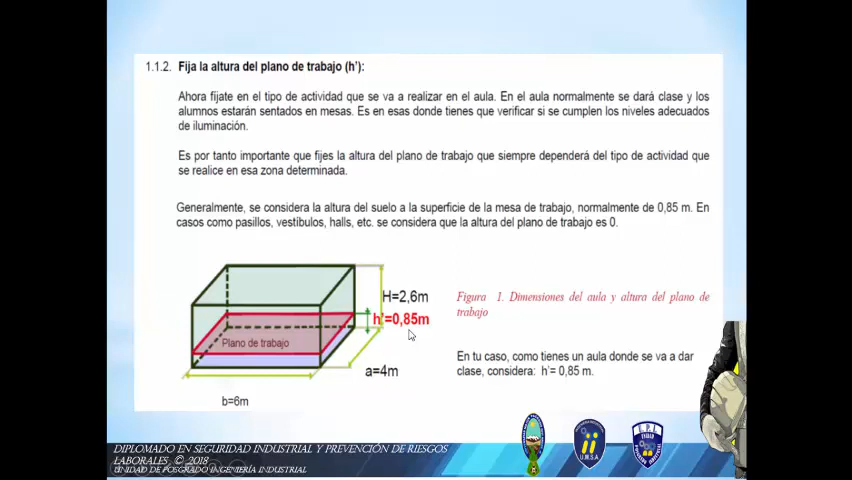 1.1.2. Fija la altura del plano de trabajo (h'):
Ahora fíjate en el tipo de actividad que se va a realizar en el aula. En el aula normalmente se dará clase y los
alumnos estarán sentados en mesas. Es en esas donde tienes que verificar si se cumplen los niveles adecuados
de iluminación.
Es por tanto importante que fijes la altura del plano de trabajo que siempre dependerá del tipo de actividad que
se realice en esa zona determinada.
Generalmente, se considera la altura del suelo a la superficie de la mesa de trabajo, normalmente de 0,85 m. En
casos como pasillos, vestíbulos, halls, etc. se considera que la altura del plano de trabajo es 0.
H=2,6m
h'=0,85m
Plano de trabajo
a=4m
b=6m
Figura 1. Dimensiones del aula y altura del plano de
trabajo
En tu caso, como tienes un aula donde se va a dar
clase, considera: h'= 0,85 m.
DIPLOMADO EN SEGURIDAD INDUSTRIAL Y PREVENCIÓN DE RIESGOS
LABORALES © 2018
UNIDAD DE POSGRADO INGENIERÍA INDUSTRIAL
U.M.S.A.